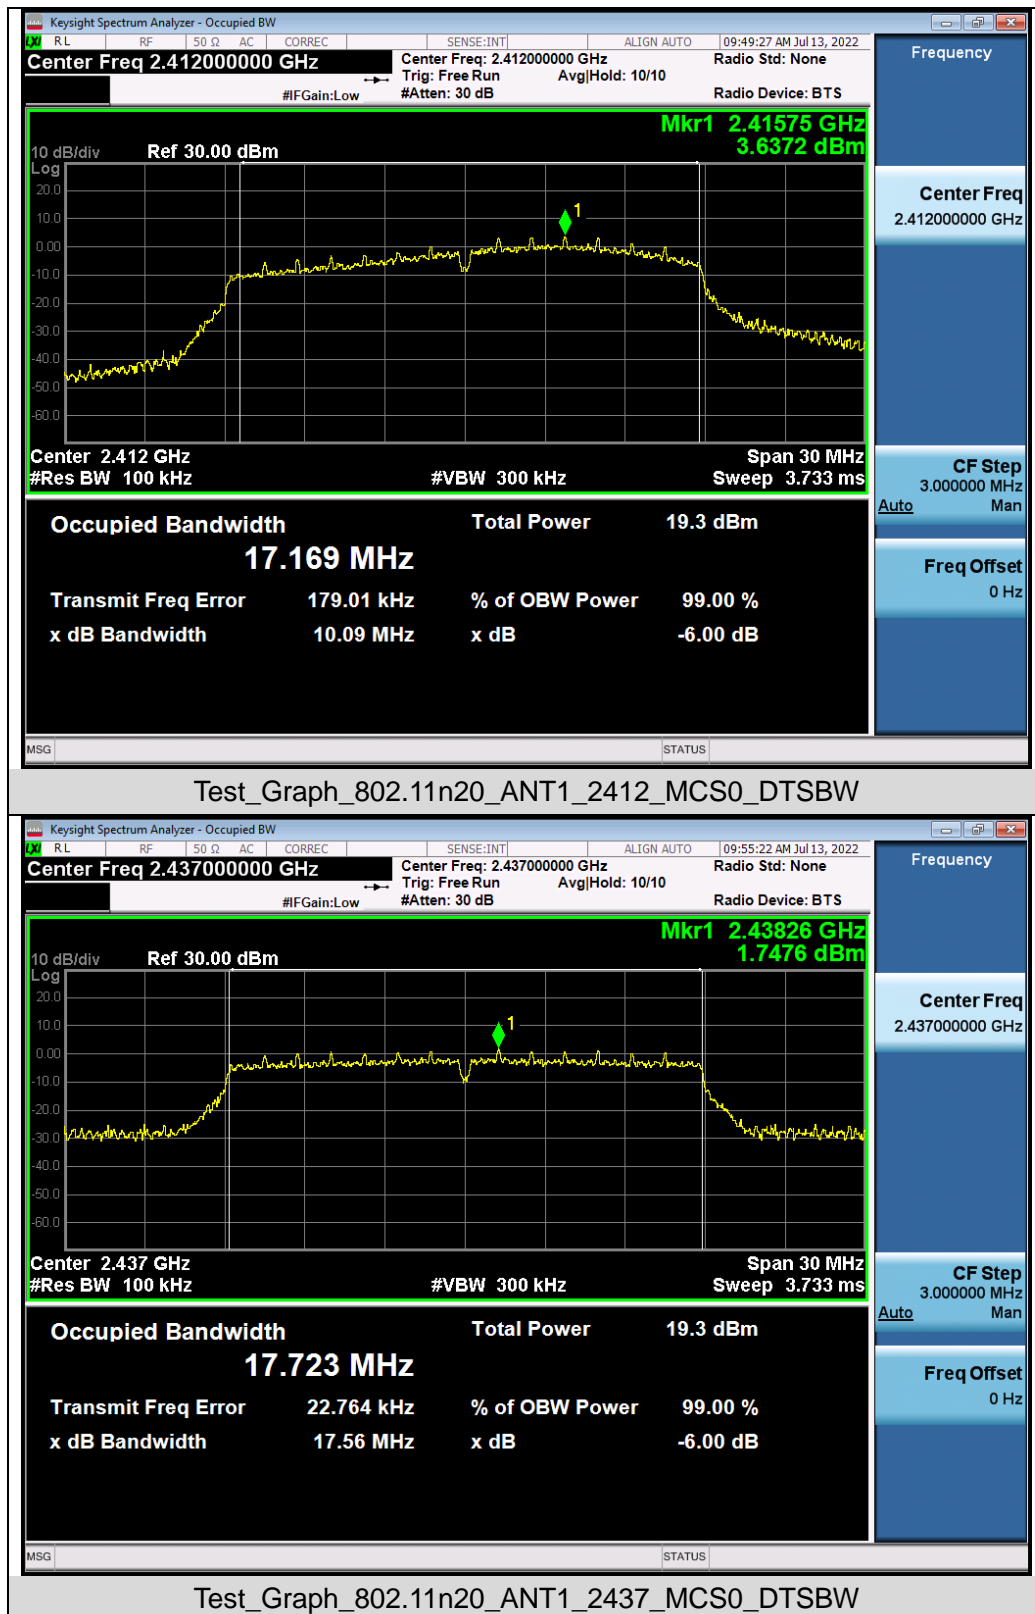 Keysight Spectrum Analyzer - Occupied BW
LXI RL RF 50 Ω AC CORREC SENSE:INT ALIGN AUTO 09:49:27 AM Jul 13, 2022
Center Freq 2.412000000 GHz
Center Freq: 2.412000000 GHz Radio Std: None
Trig: Free Run Avg|Hold: 10/10
#IFGain:Low #Atten: 30 dB Radio Device: BTS
Frequency
Mkr1 2.41575 GHz
3.6372 dBm
10 dB/div Ref 30.00 dBm
Log
20.0
10.0
0.00
-10.0
-20.0
-30.0
-40.0
-50.0
-60.0
1
Center 2.412 GHz Span 30 MHz
#Res BW 100 kHz #VBW 300 kHz Sweep 3.733 ms
Center Freq
2.412000000 GHz
CF Step
3.000000 MHz
Auto Man
Freq Offset
0 Hz
Occupied Bandwidth Total Power 19.3 dBm
17.169 MHz
Transmit Freq Error 179.01 kHz % of OBW Power 99.00 %
x dB Bandwidth 10.09 MHz x dB -6.00 dB
MSG STATUS
Test_Graph_802.11n20_ANT1_2412_MCS0_DTSBW
Keysight Spectrum Analyzer - Occupied BW
LXI RL RF 50 Ω AC CORREC SENSE:INT ALIGN AUTO 09:55:22 AM Jul 13, 2022
Center Freq 2.437000000 GHz
Center Freq: 2.437000000 GHz Radio Std: None
Trig: Free Run Avg|Hold: 10/10
#IFGain:Low #Atten: 30 dB Radio Device: BTS
Frequency
Mkr1 2.43826 GHz
1.7476 dBm
10 dB/div Ref 30.00 dBm
Log
20.0
10.0
0.00
-10.0
-20.0
-30.0
-40.0
-50.0
-60.0
1
Center 2.437 GHz Span 30 MHz
#Res BW 100 kHz #VBW 300 kHz Sweep 3.733 ms
Center Freq
2.437000000 GHz
CF Step
3.000000 MHz
Auto Man
Freq Offset
0 Hz
Occupied Bandwidth Total Power 19.3 dBm
17.723 MHz
Transmit Freq Error 22.764 kHz % of OBW Power 99.00 %
x dB Bandwidth 17.56 MHz x dB -6.00 dB
MSG STATUS
Test_Graph_802.11n20_ANT1_2437_MCS0_DTSBW